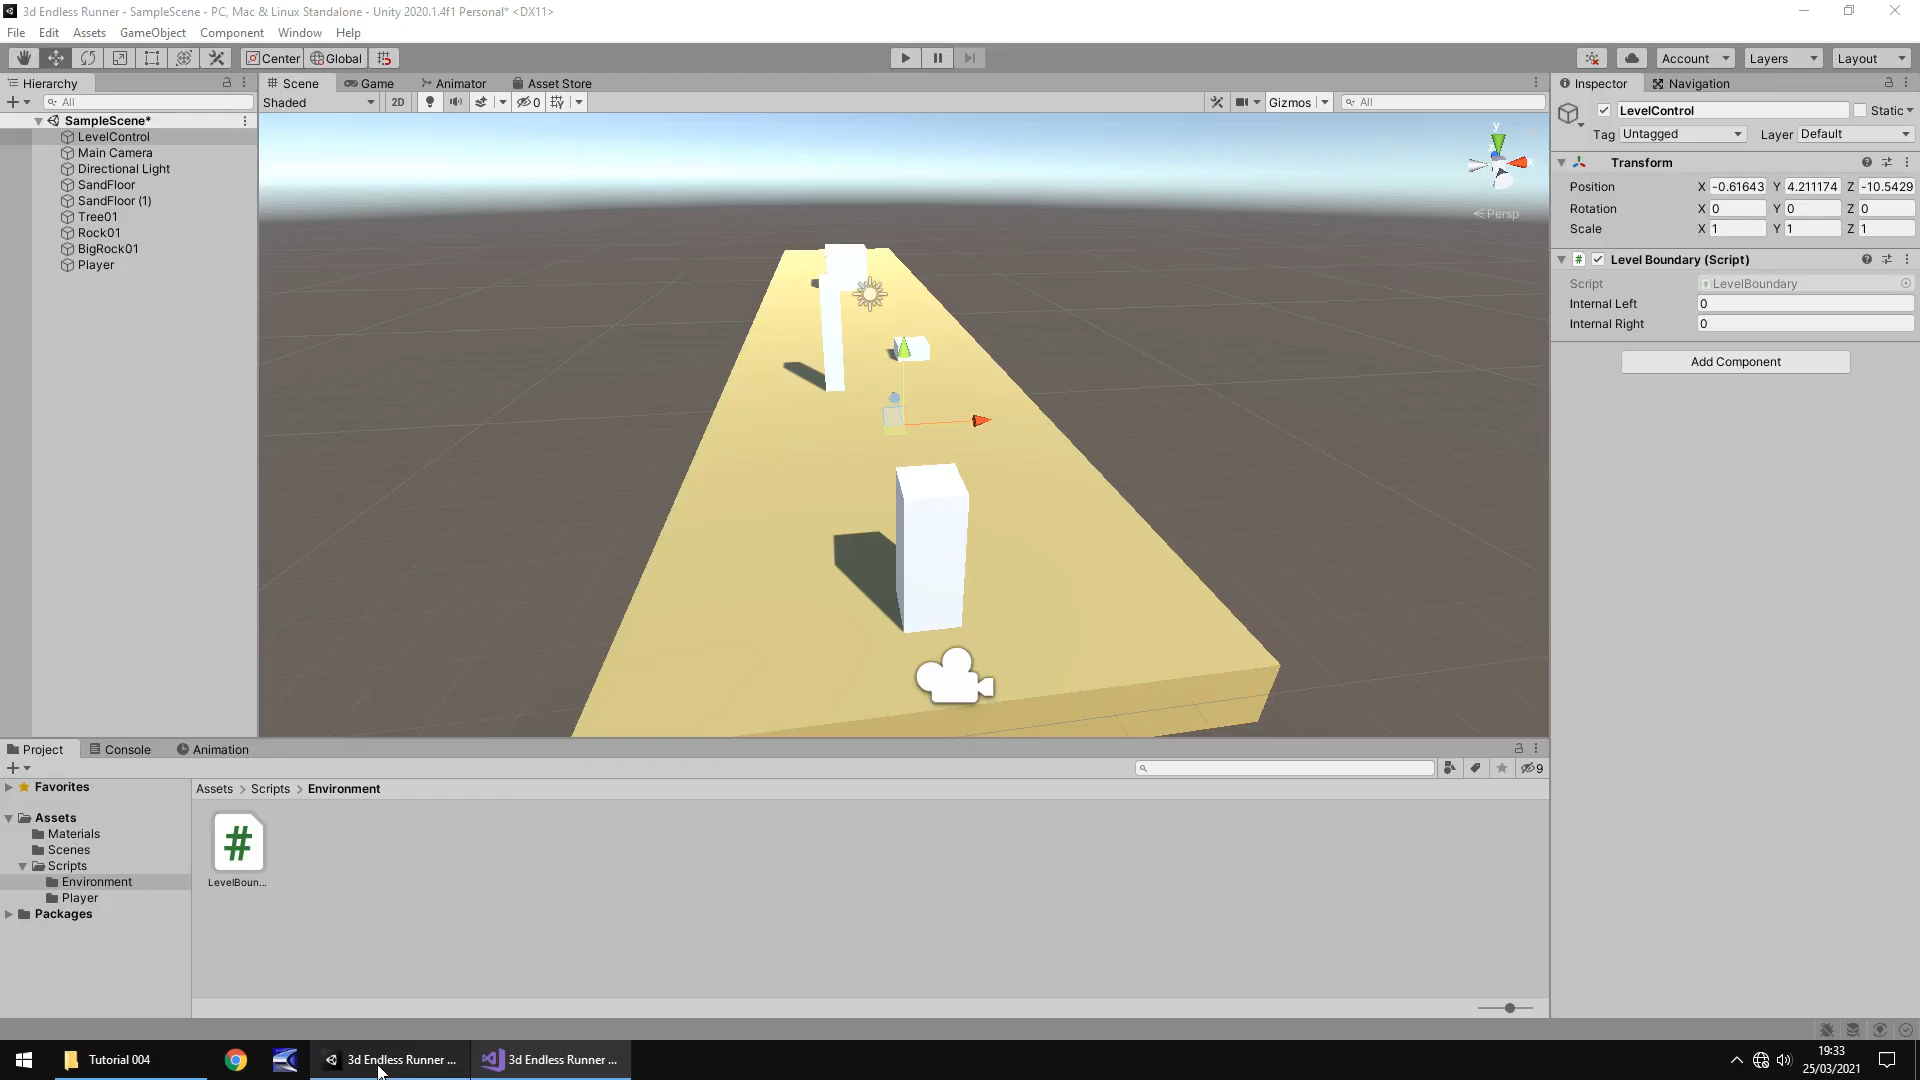 3d Endless Runner - SampleScene - PC, Mac & Linux Standalone - Unity 2020.1.4f1 Personal* <DX11>
File Edit Assets GameObject Component Window Help
Center Global Account Layers Layout
Hierarchy
All
SampleScene*
LevelControl
Main Camera
Directional Light
SandFloor
SandFloor (1)
Tree01
Rock01
BigRock01
Player
Scene Game Animator Asset Store
Shaded 2D 0 Gizmos All
y
Persp
Inspector Navigation
LevelControl Static
Tag Untagged Layer Default
Transform
Position X -0.61643 Y 4.211174 Z -10.5429
Rotation X 0 Y 0 Z 0
Scale X 1 Y 1 Z 1
# Level Boundary (Script)
Script LevelBoundary
Internal Left 0
Internal Right 0
Add Component
Project Console Animation
9
Favorites
Assets
Materials
Scenes
Scripts
Environment
Player
Packages
Assets > Scripts > Environment
#
LevelBoun...
Tutorial 004
3d Endless Runner ...
3d Endless Runner ...
19:33
25/03/2021